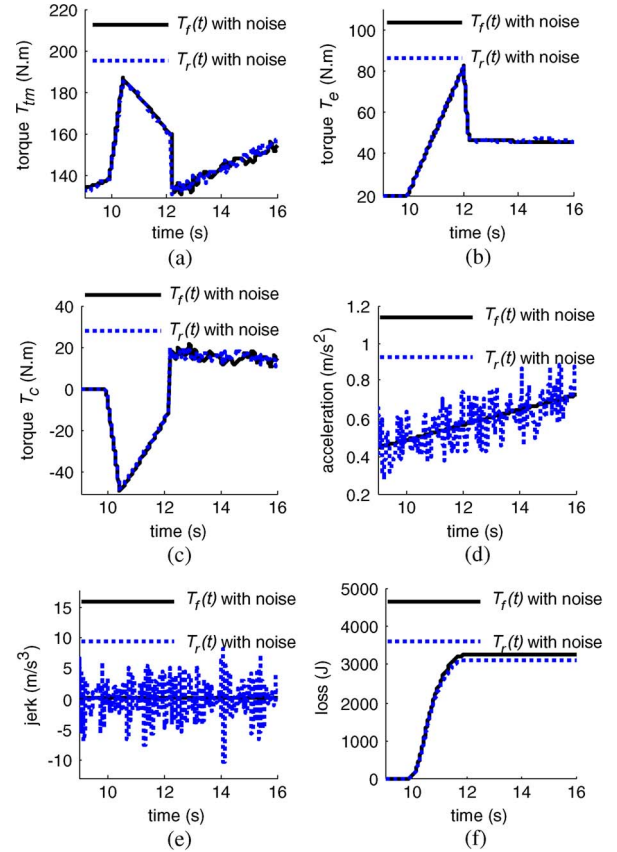 220
200
180
160
140
torque T_tm (N.m)
T_f(t) with noise
T_r(t) with noise
10 12 14 16
time (s)
(a)
100
80
60
40
20
torque T_e (N.m)
T_f(t) with noise
T_r(t) with noise
10 12 14 16
time (s)
(b)
40
20
0
-20
-40
torque T_c (N.m)
T_f(t) with noise
T_r(t) with noise
10 12 14 16
time (s)
(c)
1.2
1
0.8
0.6
0.4
0.2
acceleration (m/s²)
T_f(t) with noise
T_r(t) with noise
10 12 14 16
time (s)
(d)
15
10
5
0
-5
-10
jerk (m/s³)
T_f(t) with noise
T_r(t) with noise
10 12 14 16
time (s)
(e)
5000
4000
3000
2000
1000
0
loss (J)
T_f(t) with noise
T_r(t) with noise
10 12 14 16
time (s)
(f)